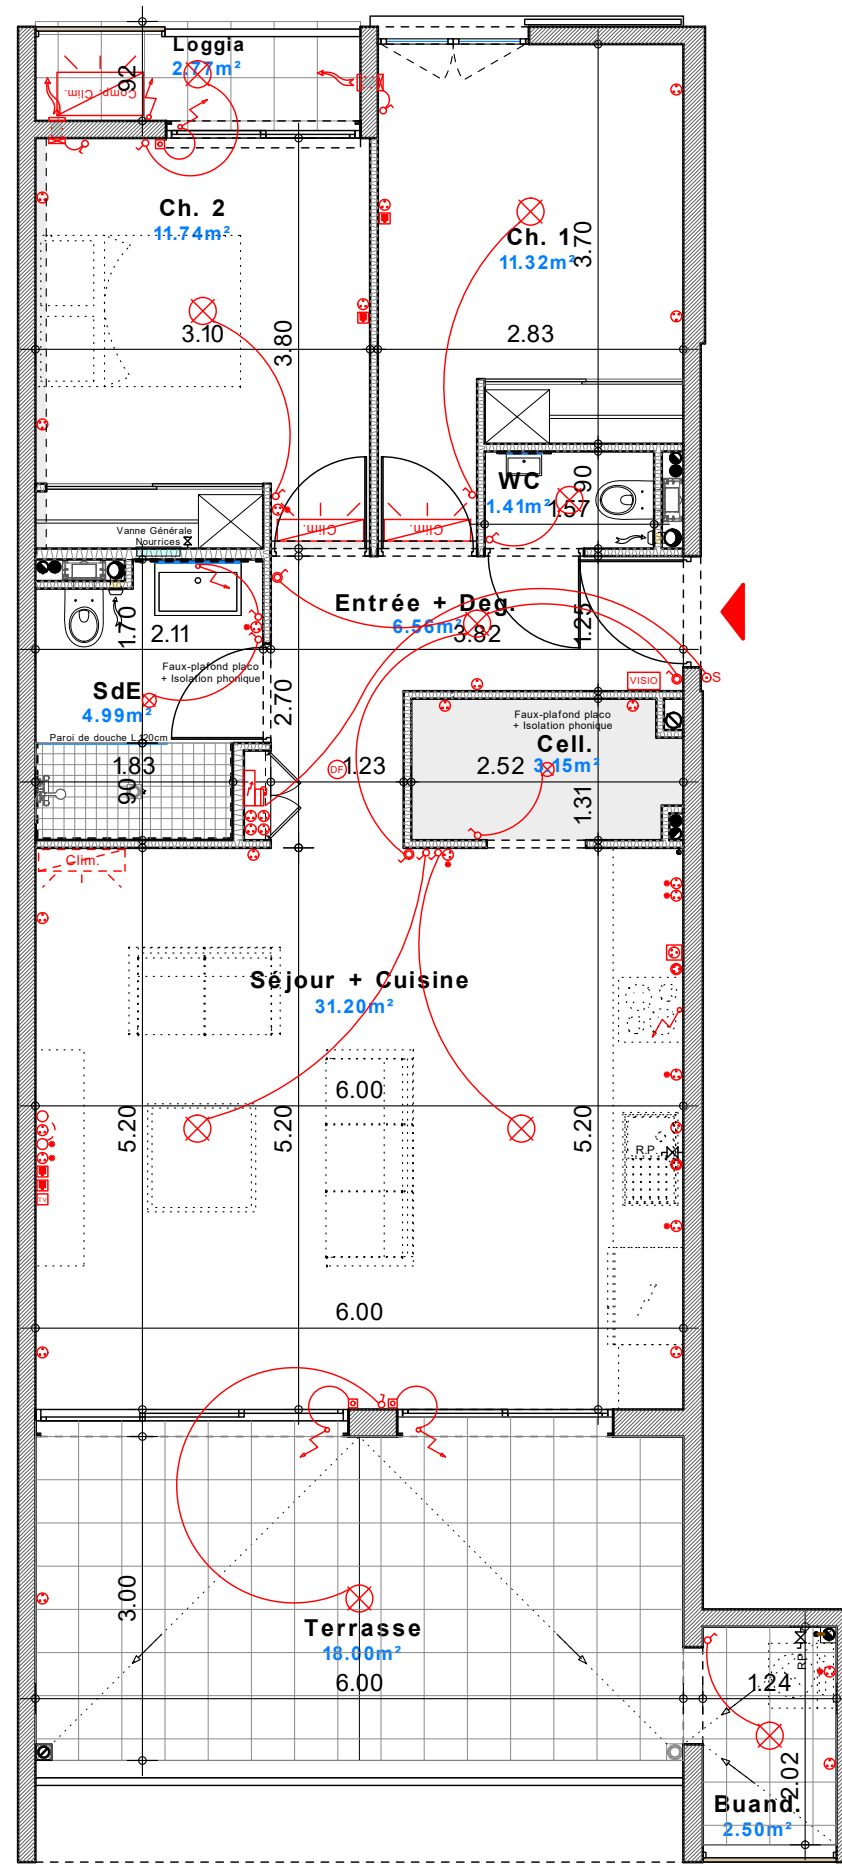 Loggia
2.77m²
92
Comp. Clim.
Ch. 2
11.74m²
Ch. 1
11.32m²
3.70
3.10
3.80
2.83
WC
1.41m²
90
1.57
Vanne Générale
Nourrices
Clim.
Clim.
Entrée + Deg.
6.56m²
3.82
1.25
1.70
2.11
Faux-plafond placo
+ Isolation phonique
SdE
4.99m²
2.70
VISIO
S
Paroi de douche L.120cm
1.83
90
DF
1.23
Faux-plafond placo
+ Isolation phonique
Cell.
3.15m²
2.52
1.31
Clim.
Séjour + Cuisine
31.20m²
6.00
5.20
5.20
5.20
R.P.
TV
6.00
3.00
Terrasse
18.00m²
6.00
R.P.
1.24
2.02
Buand.
2.50m²